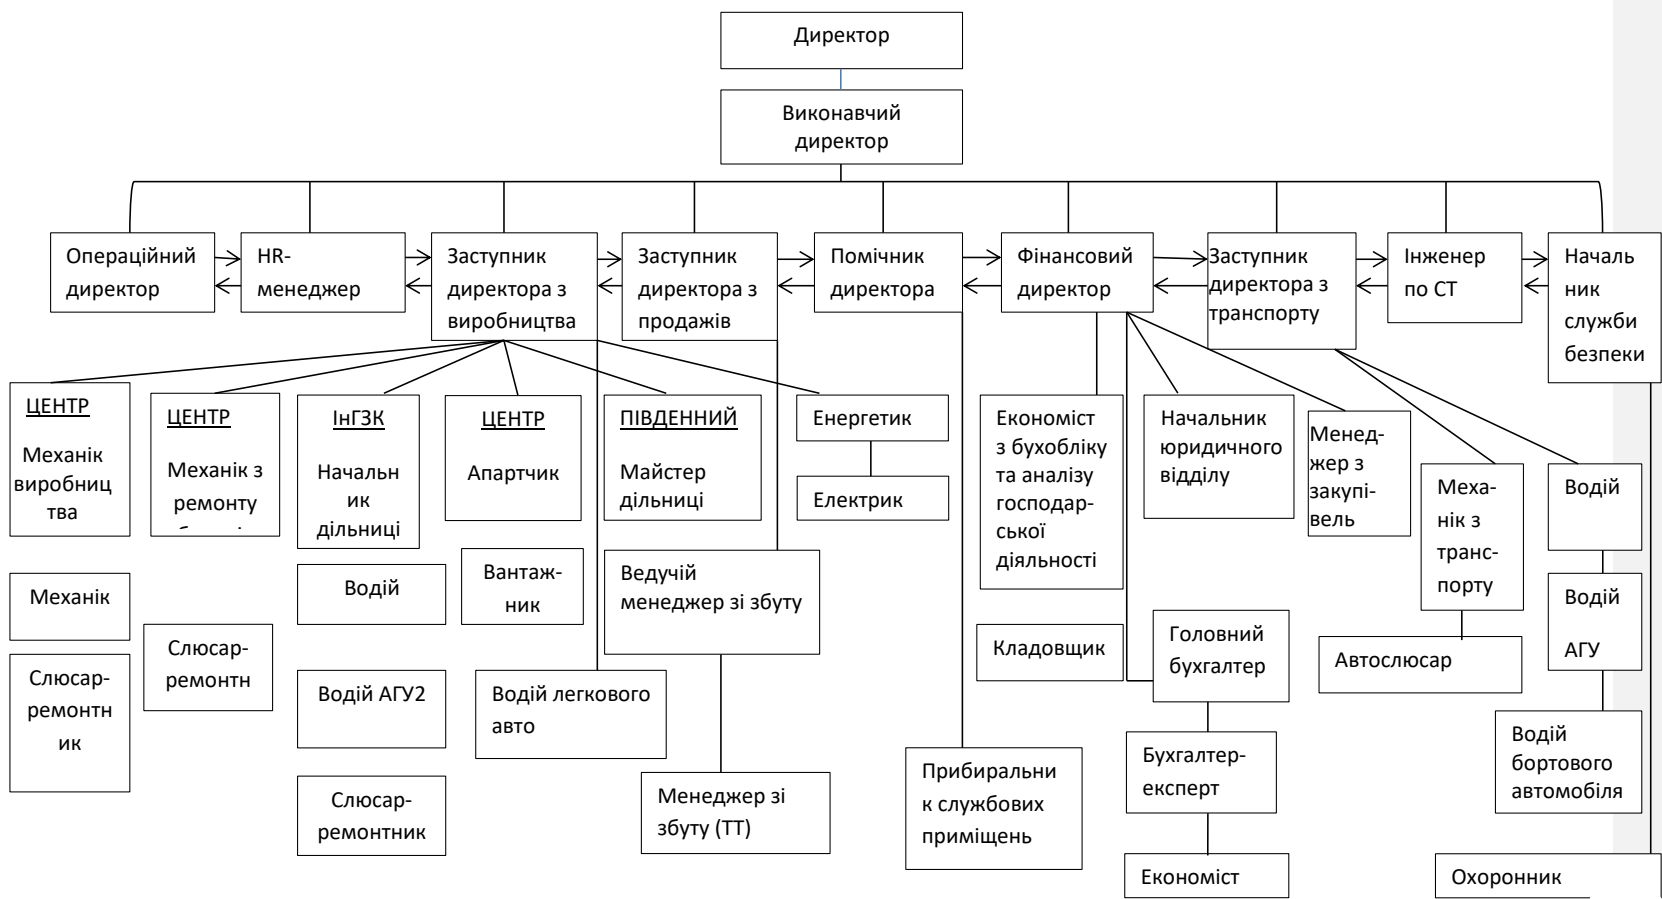 Директор
Виконавчий
директор
Операційний
директор
HR-
менеджер
Заступник
директора з
виробництва
Заступник
директора з
продажів
Помічник
директора
Фінансовий
директор
Заступник
директора з
транспорту
Інженер
по СТ
Началь
ник
служби
безпеки
ЦЕНТР
Механік
виробниц
тва
ЦЕНТР
Механік з
ремонту
ІнГЗК
Начальн
ик
дільниці
ЦЕНТР
Апартчик
ПІВДЕННИЙ
Майстер
дільниці
Енергетик
Електрик
Економіст
з бухобліку
та аналізу
господар-
ської
діяльності
Начальник
юридичного
відділу
Менед-
жер з
закупі-
вель
Меха-
нік з
транс-
порту
Водій
Механік
Слюсар-
ремонтн
Водій
Вантаж-
ник
Ведучій
менеджер зі збуту
Кладовщик
Головний
бухгалтер
Автослюсар
Водій
АГУ
Слюсар-
ремонтн
ик
Водій АГУ2
Водій легкового
авто
Водій
бортового
автомобіля
Слюсар-
ремонтник
Менеджер зі
збуту (ТТ)
Прибиральни
к службових
приміщень
Бухгалтер-
експерт
Економіст
Охоронник